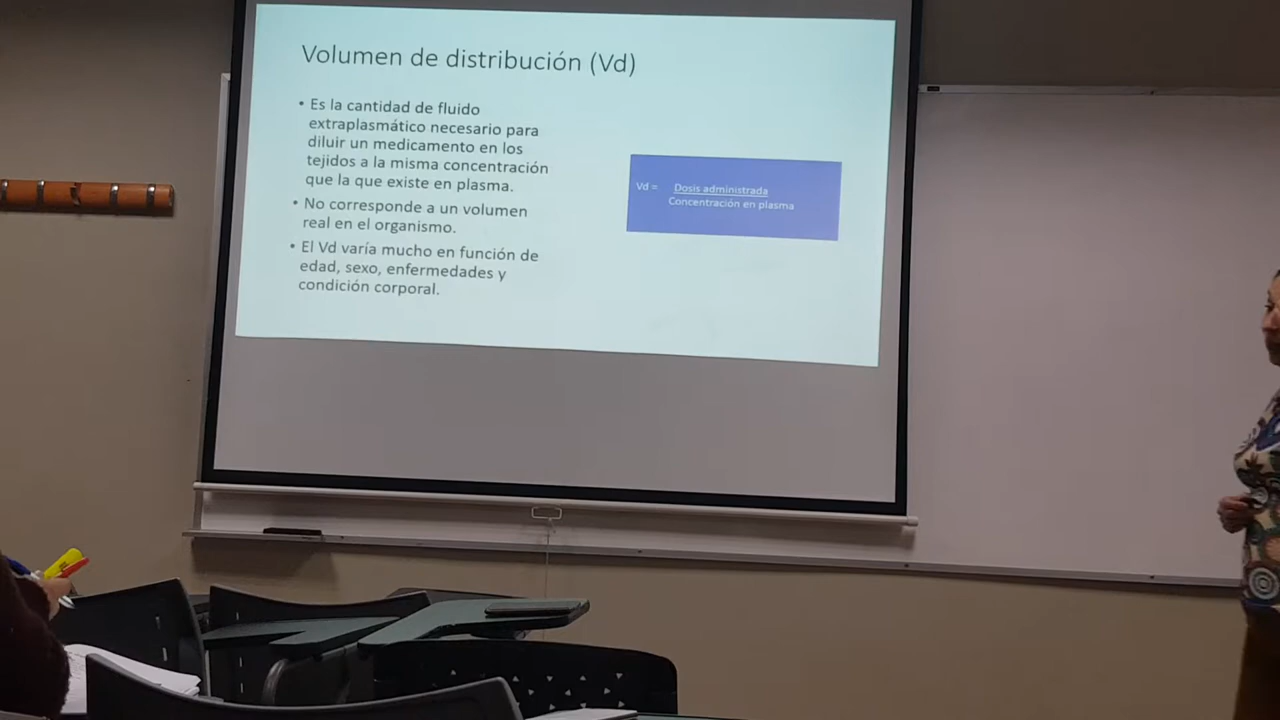 Volumen de distribución (Vd)
• Es la cantidad de fluido
extraplasmático necesario para
diluir un medicamento en los
tejidos a la misma concentración
que la que existe en plasma.
• No corresponde a un volumen
real en el organismo.
• El Vd varía mucho en función de
edad, sexo, enfermedades y
condición corporal.
Vd = Dosis administrada
Concentración en plasma